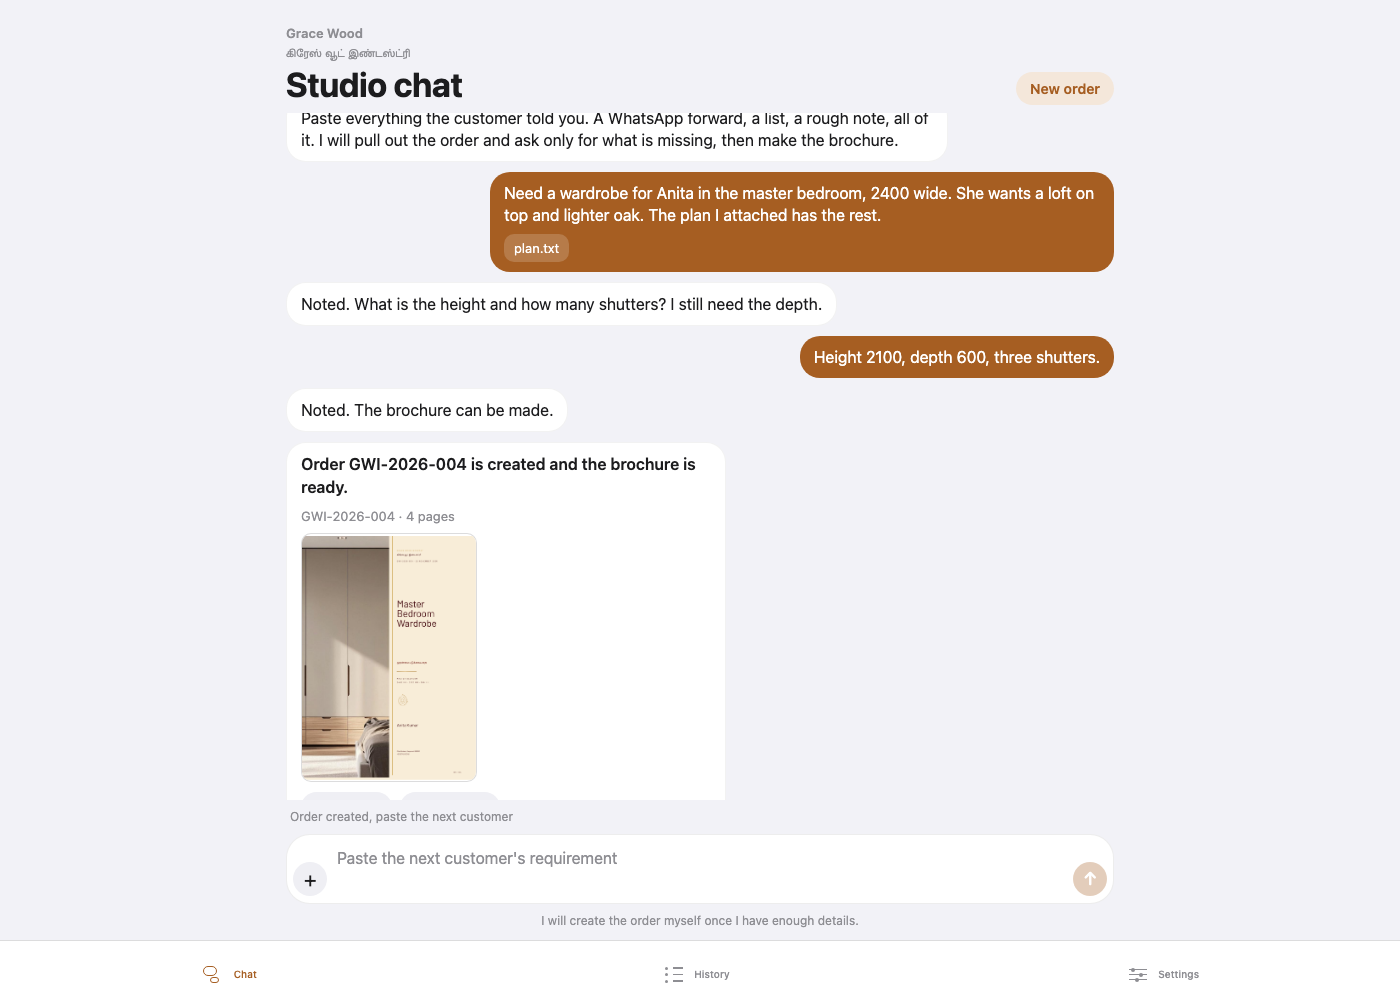 Grace Wood
கிரேஸ் வூட் இண்டஸ்ட்ரி
Studio chat
New order
Paste everything the customer told you. A WhatsApp forward, a list, a rough note, all of
it. I will pull out the order and ask only for what is missing, then make the brochure.
Need a wardrobe for Anita in the master bedroom, 2400 wide. She wants a loft on
top and lighter oak. The plan I attached has the rest.
plan.txt
Noted. What is the height and how many shutters? I still need the depth.
Height 2100, depth 600, three shutters.
Noted. The brochure can be made.
Order GWI-2026-004 is created and the brochure is
ready.
GWI-2026-004 · 4 pages
Master
Bedroom
Wardrobe
Order created, paste the next customer
Paste the next customer's requirement
I will create the order myself once I have enough details.
Chat
History
Settings